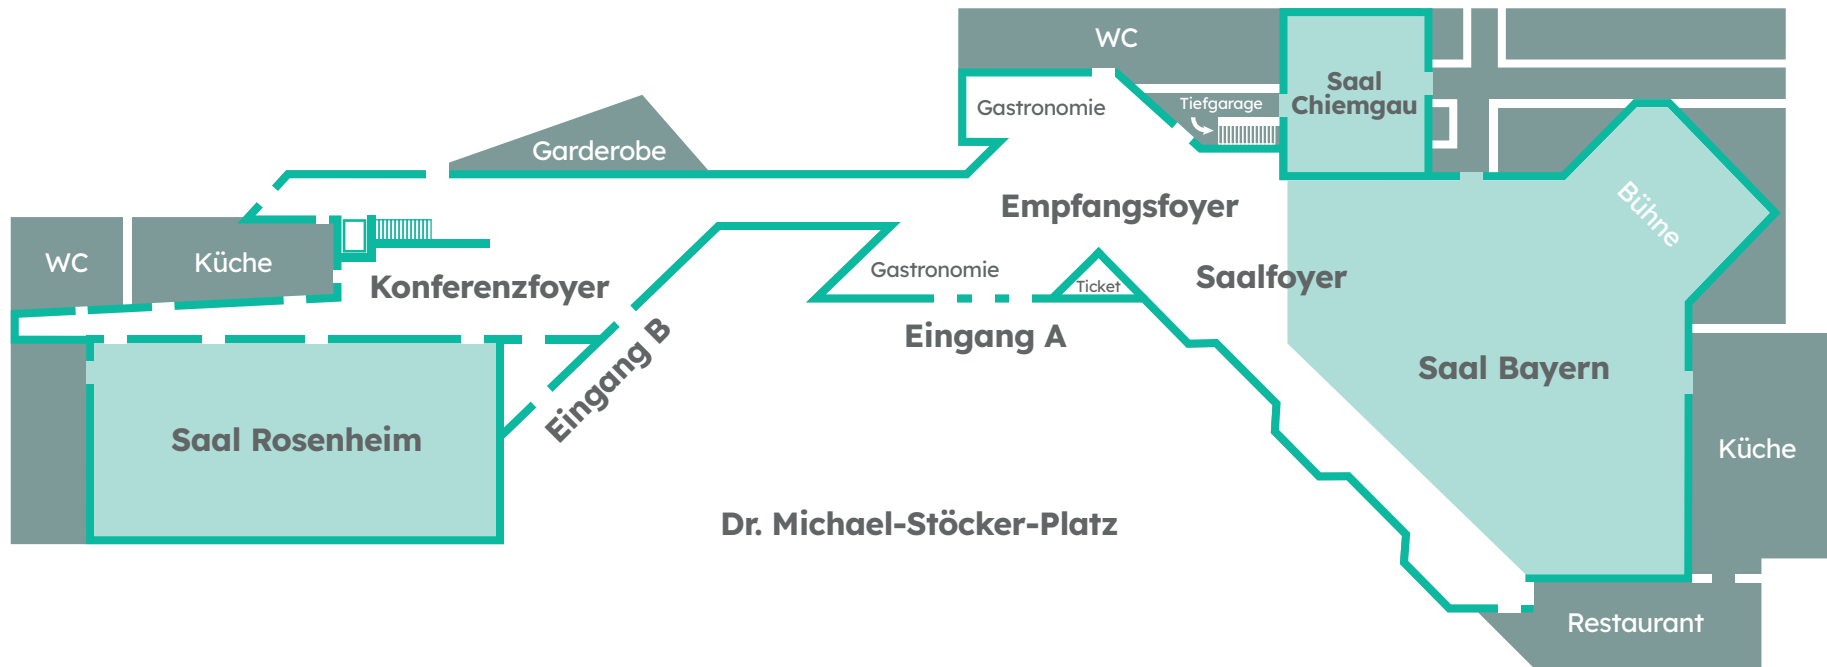 WC
Saal
Chiemgau
Gastronomie
Tiefgarage
Garderobe
Empfangsfoyer
Bühne
WC
Küche
Konferenzfoyer
Gastronomie
Ticket
Saalfoyer
Eingang B
Eingang A
Saal Bayern
Saal Rosenheim
Küche
Dr. Michael-Stöcker-Platz
Restaurant